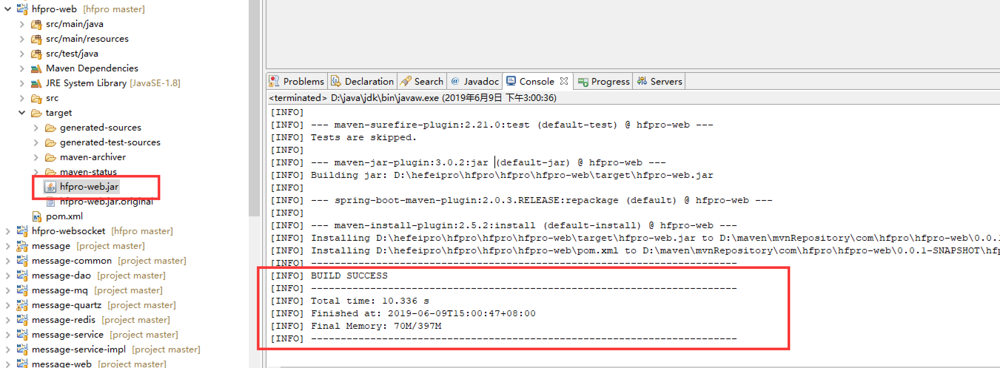 hfpro-web [hfpro master]
src/main/java
src/main/resources
src/test/java
Maven Dependencies
JRE System Library [JavaSE-1.8]
src
target
generated-sources
generated-test-sources
maven-archiver
maven-status
hfpro-web.jar
hfpro-web.jar.original
pom.xml
hfpro-websocket [hfpro master]
message [project master]
message-common [project master]
message-dao [project master]
message-mq [project master]
message-quartz [project master]
message-redis [project master]
message-service [project master]
message-service-impl [project master]
message-web [project master]
Problems Declaration Search Javadoc Console Progress Servers
<terminated> D:\java\jdk\bin\javaw.exe (2019年6月9日 下午3:00:36)
[INFO]
[INFO] --- maven-surefire-plugin:2.21.0:test (default-test) @ hfpro-web ---
[INFO] Tests are skipped.
[INFO]
[INFO] --- maven-jar-plugin:3.0.2:jar (default-jar) @ hfpro-web ---
[INFO] Building jar: D:\hefeipro\hfpro\hfpro\hfpro-web\target\hfpro-web.jar
[INFO]
[INFO] --- spring-boot-maven-plugin:2.0.3.RELEASE:repackage (default) @ hfpro-web ---
[INFO]
[INFO] --- maven-install-plugin:2.5.2:install (default-install) @ hfpro-web ---
[INFO] Installing D:\hefeipro\hfpro\hfpro\hfpro-web\target\hfpro-web.jar to D:\maven\mvnRepository\com\hfpro\hfpro-web\0.0.1
[INFO] Installing D:\hefeipro\hfpro\hfpro\hfpro-web\pom.xml to D:\maven\mvnRepository\com\hfpro\hfpro-web\0.0.1-SNAPSHOT\hfp
[INFO] ------------------------------------------------------------------------
[INFO] BUILD SUCCESS
[INFO] ------------------------------------------------------------------------
[INFO] Total time: 10.336 s
[INFO] Finished at: 2019-06-09T15:00:47+08:00
[INFO] Final Memory: 70M/397M
[INFO] ------------------------------------------------------------------------